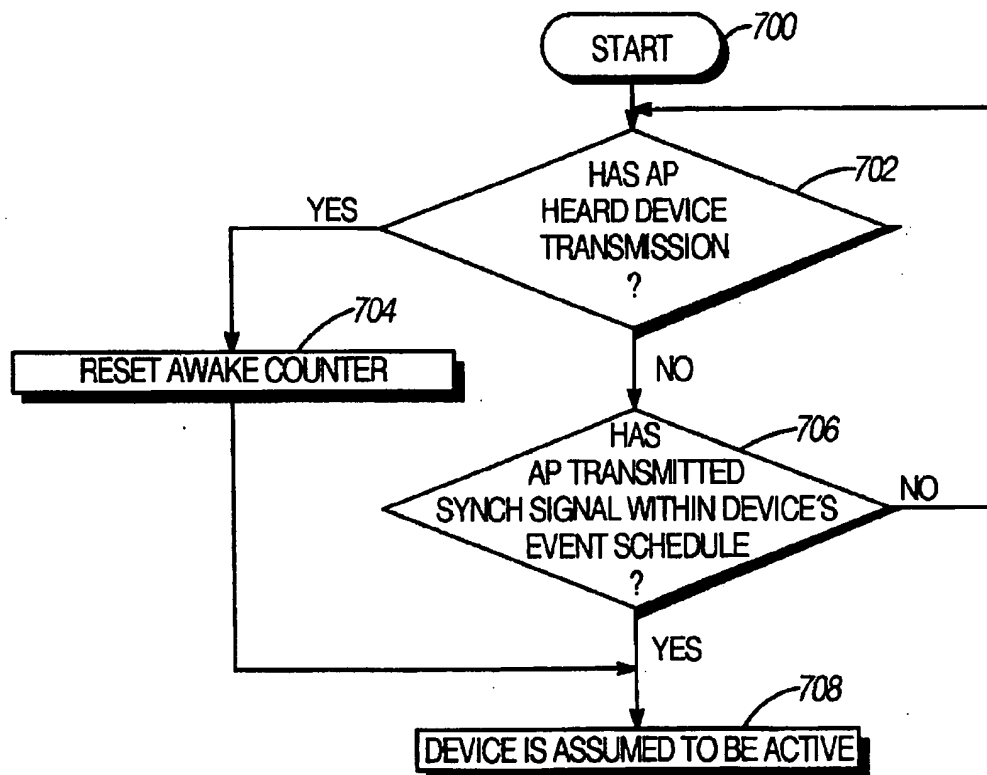 START
700
HAS AP
HEARD DEVICE
TRANSMISSION
?
702
YES
704
RESET AWAKE COUNTER
NO
HAS
AP TRANSMITTED
SYNCH SIGNAL WITHIN DEVICE'S
EVENT SCHEDULE
?
706
NO
YES
708
DEVICE IS ASSUMED TO BE ACTIVE